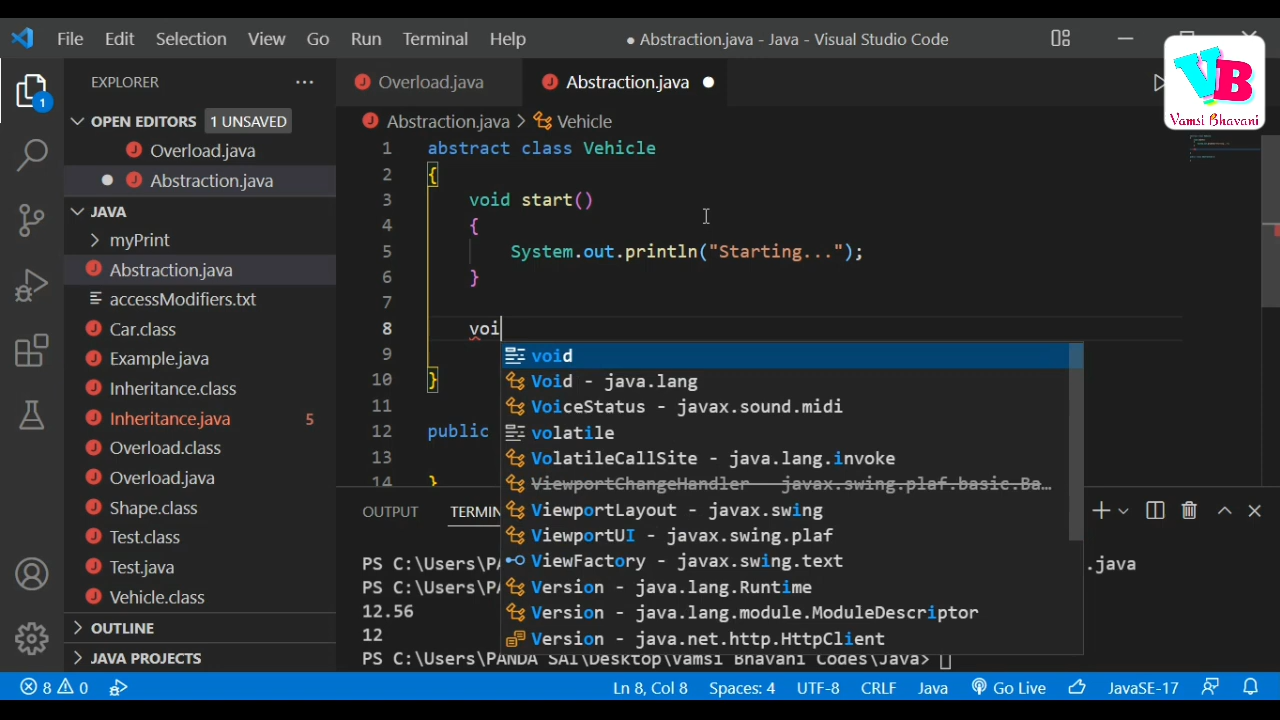 File Edit Selection View Go Run Terminal Help
● Abstraction.java - Java - Visual Studio Code
VB
Vamsi Bhavani
EXPLORER ...
1
OPEN EDITORS 1 UNSAVED
Overload.java
● Abstraction.java
JAVA
myPrint
Abstraction.java
accessModifiers.txt
Car.class
Example.java
Inheritance.class
Inheritance.java 5
Overload.class
Overload.java
Shape.class
Test.class
Test.java
Vehicle.class
OUTLINE
JAVA PROJECTS
Overload.java Abstraction.java ●
Abstraction.java > Vehicle
1 abstract class Vehicle
2 {
3 void start()
4 {
5 System.out.println("Starting...");
6 }
7
8 voi
9
10 }
11
12 public
13
14 }
void
Void - java.lang
VoiceStatus - javax.sound.midi
volatile
VolatileCallSite - java.lang.invoke
ViewportChangeHandler - javax.swing.plaf.basic.Ba...
ViewportLayout - javax.swing
ViewportUI - javax.swing.plaf
ViewFactory - javax.swing.text
Version - java.lang.Runtime
Version - java.lang.module.ModuleDescriptor
Version - java.net.http.HttpClient
OUTPUT TERMIN
PS C:\Users\P .java
PS C:\Users\P
12.56
12
PS C:\Users\PANDA SAI\Desktop\Vamsi Bhavani Codes\Java>
8 0 Ln 8, Col 8 Spaces: 4 UTF-8 CRLF Java Go Live JavaSE-17